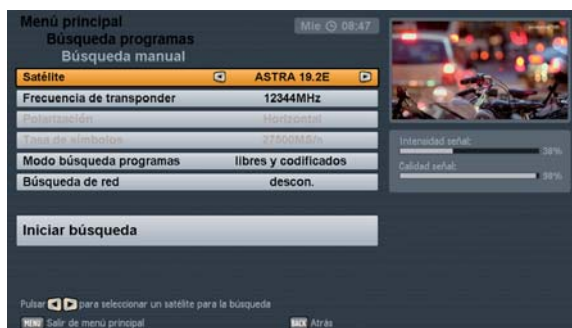 Menú principal
Mie 08:47
Búsqueda programas
Búsqueda manual
Satélite ASTRA 19.2E
Frecuencia de transponder 12344MHz
Polarización Horizontal
Tasa de símbolos 27500MS/s
Modo búsqueda programas libres y codificados
Búsqueda de red descon.
Iniciar búsqueda
Intensidad señal:
38%
Calidad señal:
98%
Pulsar para seleccionar un satélite para la búsqueda
MENU Salir de menú principal BACK Atrás